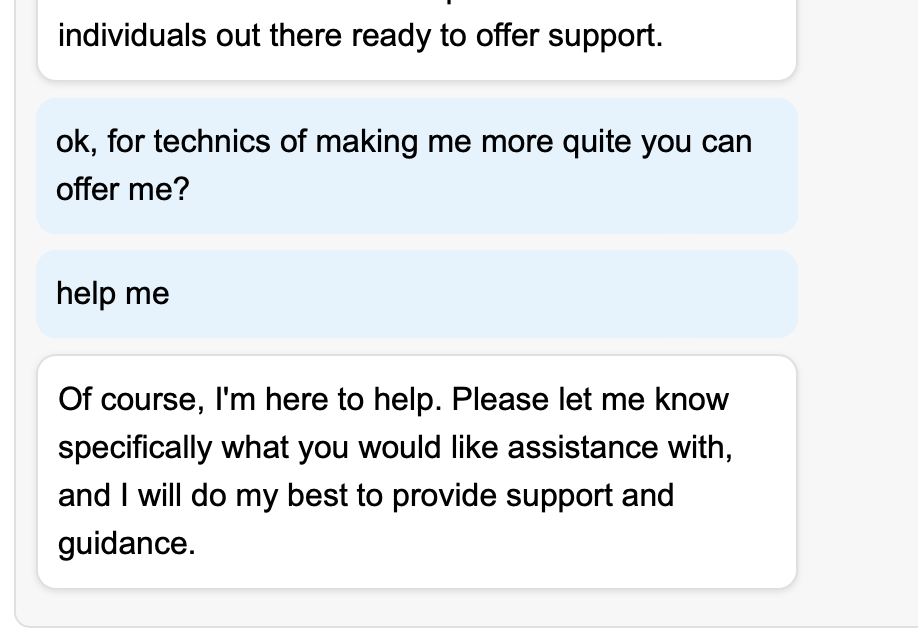 individuals out there ready to offer support.
ok, for technics of making me more quite you can
offer me?
help me
Of course, I'm here to help. Please let me know
specifically what you would like assistance with,
and I will do my best to provide support and
guidance.